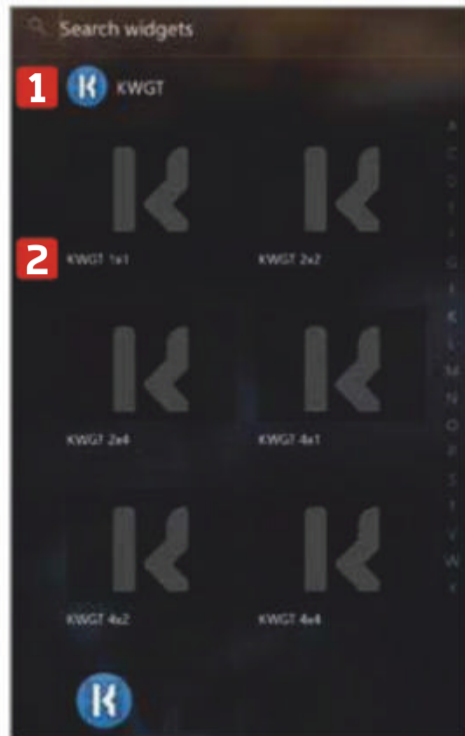 Search widgets
1 KWGT
2
KWGT 1x1 KWGT 2x2
KWGT 2x4 KWGT 4x1
KWGT 4x2 KWGT 4x4
G
K
L
M
N
O
P
S
T
V
W